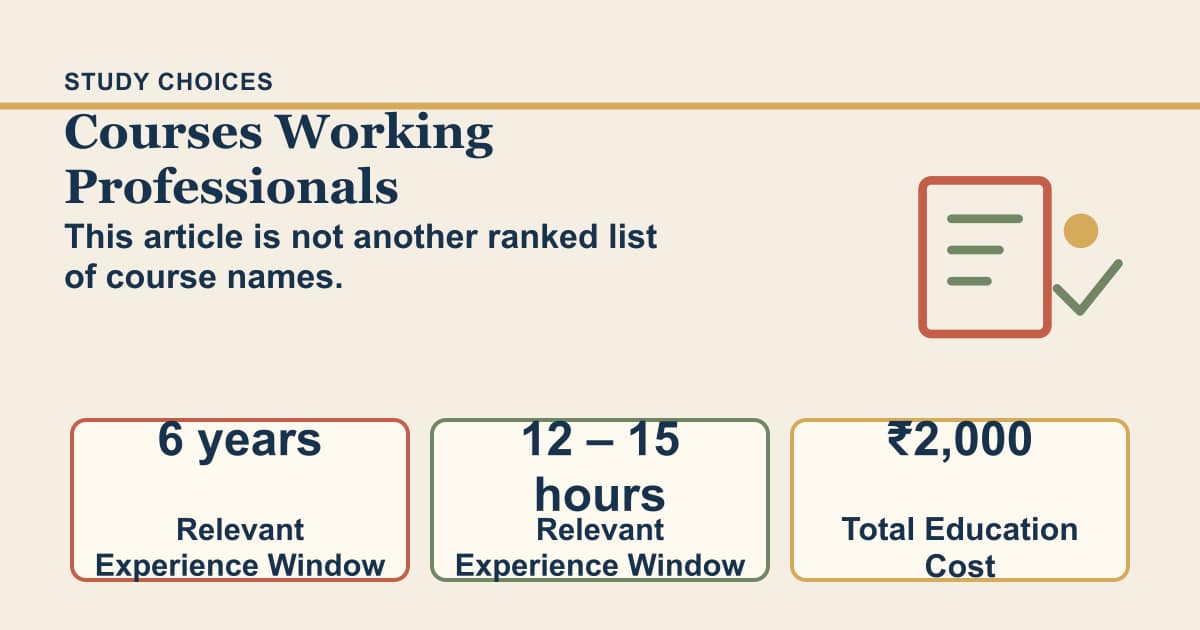 STUDY CHOICES
Courses Working
Professionals
This article is not another ranked list
of course names.
6 years
Relevant
Experience Window
12 – 15
hours
Relevant
Experience Window
₹2,000
Total Education
Cost